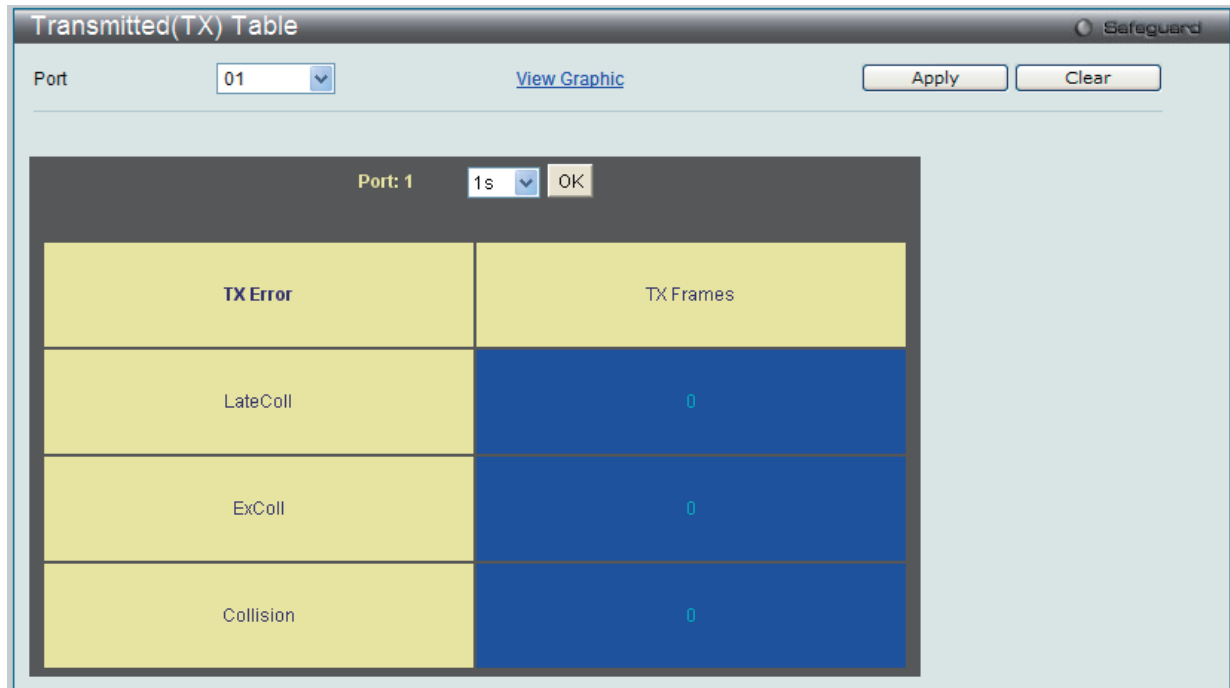 Transmitted(TX) Table Safeguard
Port 01 View Graphic Apply Clear
Port: 1 1s OK
TX Error TX Frames
LateColl 0
ExColl 0
Collision 0